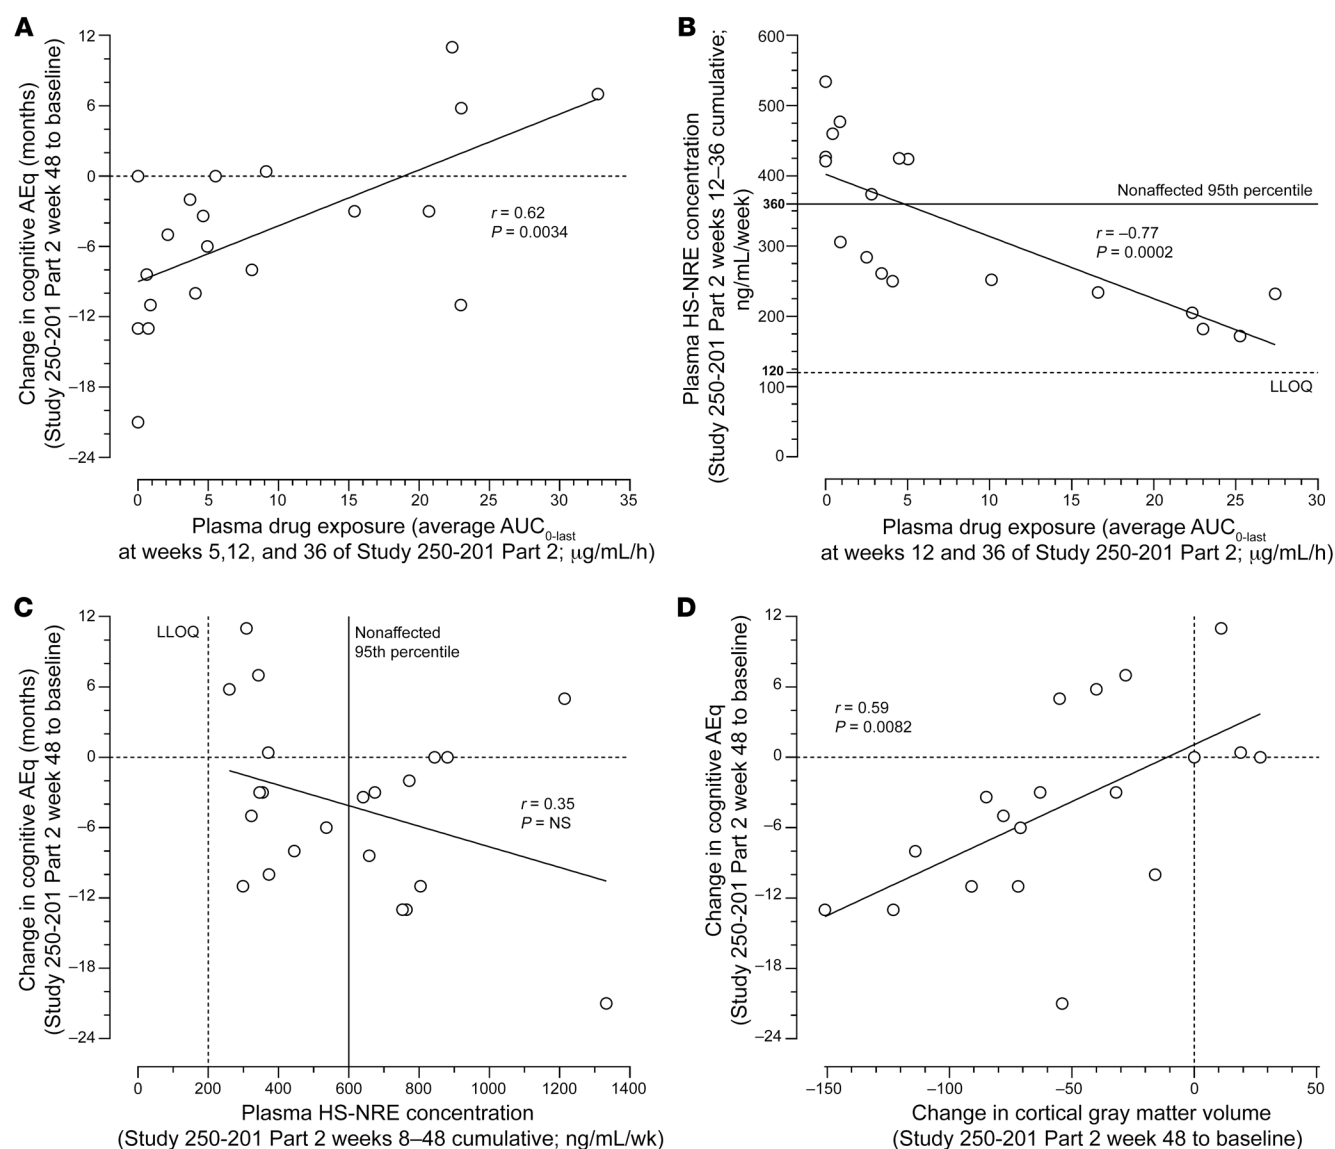 A
Change in cognitive AEq (months)
(Study 250-201 Part 2 week 48 to baseline)
12
6
0
–6
–12
–18
–24
r = 0.62
P = 0.0034
0 5 10 15 20 25 30 35
Plasma drug exposure (average AUC0-last
at weeks 5,12, and 36 of Study 250-201 Part 2; μg/mL/h)
B
Plasma HS-NRE concentration
(Study 250-201 Part 2 weeks 12–36 cumulative;
ng/mL/week)
600
500
400
360
300
200
120
100
0
Nonaffected 95th percentile
r = –0.77
P = 0.0002
LLOQ
0 5 10 15 20 25 30
Plasma drug exposure (average AUC0-last
at weeks 12 and 36 of Study 250-201 Part 2; μg/mL/h)
C
Change in cognitive AEq (months)
(Study 250-201 Part 2 week 48 to baseline)
12
6
0
–6
–12
–18
–24
LLOQ
Nonaffected
95th percentile
r = 0.35
P = NS
0 200 400 600 800 1000 1200 1400
Plasma HS-NRE concentration
(Study 250-201 Part 2 weeks 8–48 cumulative; ng/mL/wk)
D
Change in cognitive AEq
(Study 250-201 Part 2 week 48 to baseline)
12
6
0
–6
–12
–18
–24
r = 0.59
P = 0.0082
–150 –100 –50 0 50
Change in cortical gray matter volume
(Study 250-201 Part 2 week 48 to baseline)